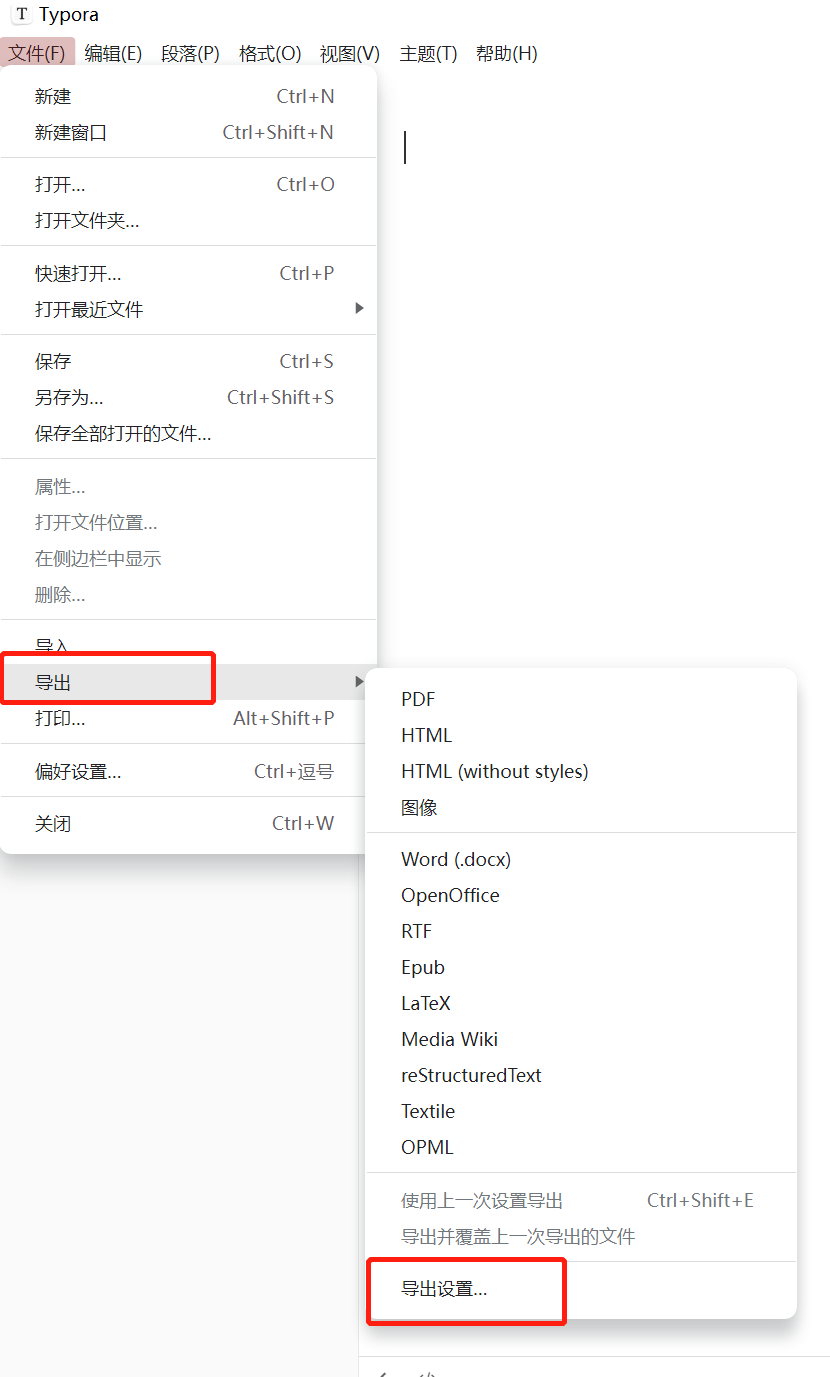 T Typora
文件(F) 编辑(E) 段落(P) 格式(O) 视图(V) 主题(T) 帮助(H)
新建 Ctrl+N
新建窗口 Ctrl+Shift+N
打开... Ctrl+O
打开文件夹...
快速打开... Ctrl+P
打开最近文件
保存 Ctrl+S
另存为... Ctrl+Shift+S
保存全部打开的文件...
属性...
打开文件位置...
在侧边栏中显示
删除...
导入
导出
打印... Alt+Shift+P
偏好设置... Ctrl+逗号
关闭 Ctrl+W
PDF
HTML
HTML (without styles)
图像
Word (.docx)
OpenOffice
RTF
Epub
LaTeX
Media Wiki
reStructuredText
Textile
OPML
使用上一次设置导出 Ctrl+Shift+E
导出并覆盖上一次导出的文件
导出设置...